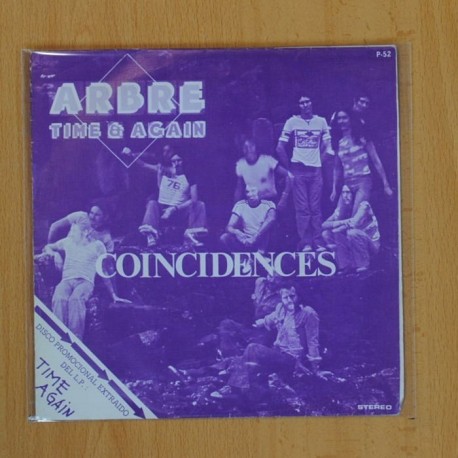 P-52
ARBRE
TIME & AGAIN
76
COINCIDENCES
DISCO PROMOCIONAL EXTRAIDO
DEL L.P.:
TIME
AGAIN
STEREO